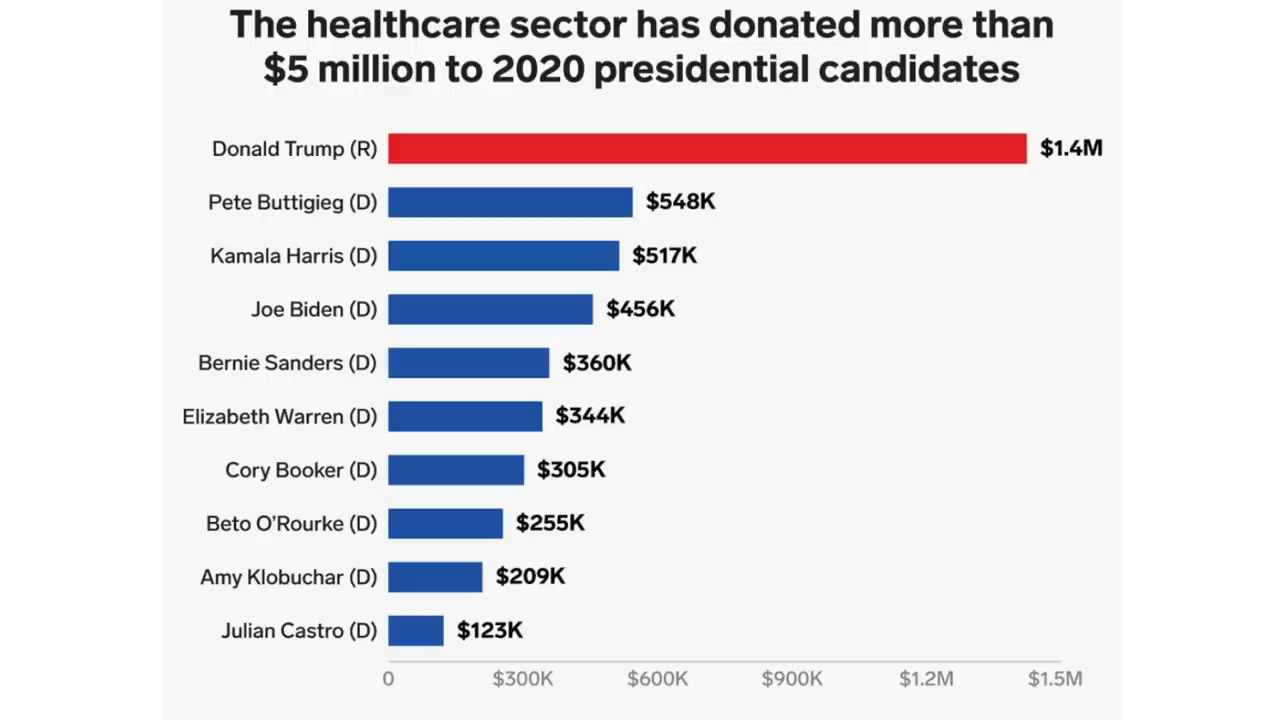 The healthcare sector has donated more than
$5 million to 2020 presidential candidates
Donald Trump (R) $1.4M
Pete Buttigieg (D) $548K
Kamala Harris (D) $517K
Joe Biden (D) $456K
Bernie Sanders (D) $360K
Elizabeth Warren (D) $344K
Cory Booker (D) $305K
Beto O’Rourke (D) $255K
Amy Klobuchar (D) $209K
Julian Castro (D) $123K
0 $300K $600K $900K $1.2M $1.5M